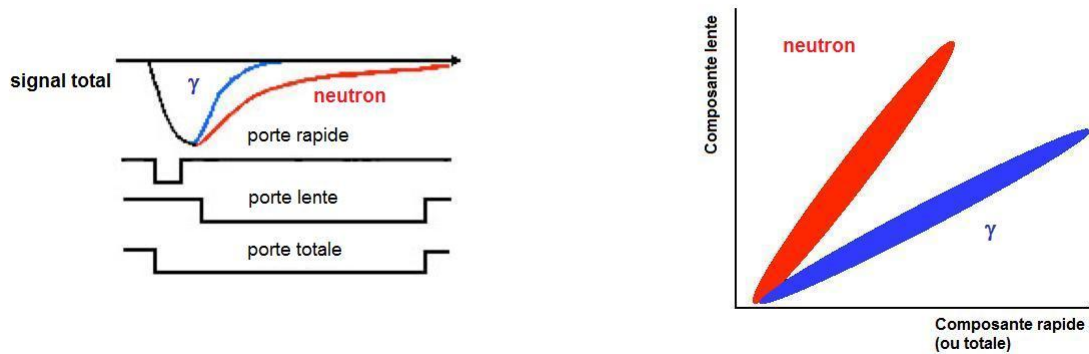 signal total
γ
neutron
porte rapide
porte lente
porte totale
Composante lente
neutron
γ
Composante rapide
(ou totale)